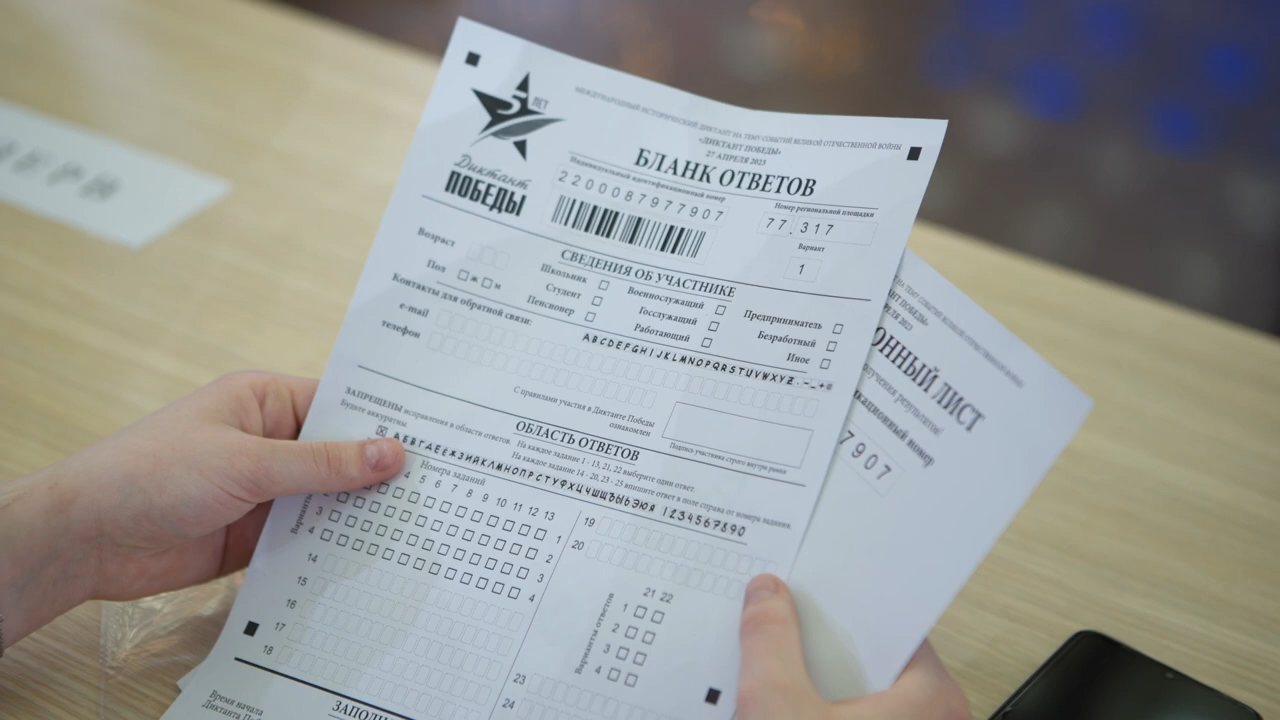 5 ЛЕТ
Диктант
ПОБЕДЫ
МЕЖДУНАРОДНЫЙ ИСТОРИЧЕСКИЙ ДИКТАНТ НА ТЕМУ СОБЫТИЙ ВЕЛИКОЙ ОТЕЧЕСТВЕННОЙ ВОЙНЫ
«ДИКТАНТ ПОБЕДЫ»
27 АПРЕЛЯ 2023
БЛАНК ОТВЕТОВ
Индивидуальный идентификационный номер
2200087977907
Номер региональной площадки
77.317
Вариант
1
СВЕДЕНИЯ ОБ УЧАСТНИКЕ
Возраст
Пол ж м
Школьник
Студент
Пенсионер
Военнослужащий
Госслужащий
Работающий
Предприниматель
Безработный
Иное
Контакты для обратной связи:
ABCDEFGHIJKLMNOPQRSTUVWXYZ.-_+@
e-mail
телефон
С правилами участия в Диктанте Победы
ознакомлен
Подпись участника строго внутри рамки
ОБЛАСТЬ ОТВЕТОВ
ЗАПРЕЩЕНЫ исправления в области ответов.
Будьте аккуратны.
На каждое задание 1 - 13, 21, 22 выберите один ответ.
На каждое задание 14 - 20, 23 - 25 впишите ответ в поле справа от номера задания.
АБВГДЕЁЖЗИЙКЛМНОПРСТУФХЦЧШЩЪЫЬЭЮЯ 1234567890
Номера заданий
4 5 6 7 8 9 10 11 12 13
1
2
3 3
4 4
14
15
16
17
18
19
20
21 22
Варианты ответов
1
2
3
4
23
24
Время начала
Диктанта
ОННЫЙ ЛИСТ
номер
7907